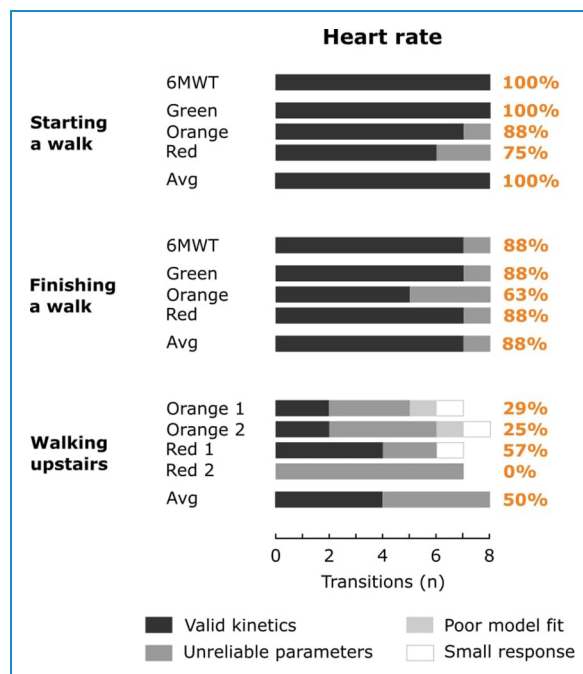 Heart rate
6MWT 100%
Starting a walk
Green 100%
Orange 88%
Red 75%
Avg 100%
6MWT 88%
Finishing a walk
Green 88%
Orange 63%
Red 88%
Avg 88%
Walking upstairs
Orange 1 29%
Orange 2 25%
Red 1 57%
Red 2 0%
Avg 50%
0 2 4 6 8
Transitions (n)
Valid kinetics Poor model fit
Unreliable parameters Small response